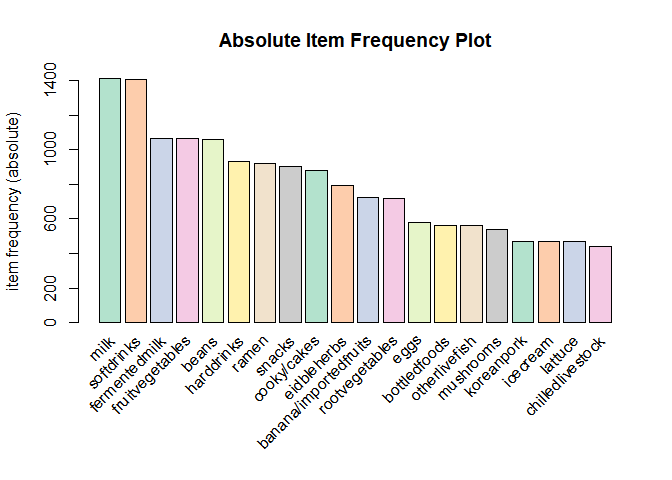 Absolute Item Frequency Plot
item frequency (absolute)
1400
1000
600
200
0
milk
softdrinks
fermentedmilk
fruitvegetables
beans
harddrinks
ramen
snacks
cooky/cakes
eidbleherbs
banana/importedfruits
rootvegetables
eggs
bottledfoods
otherlivefish
mushrooms
koreanpork
icecream
lattuce
chilledlivestock